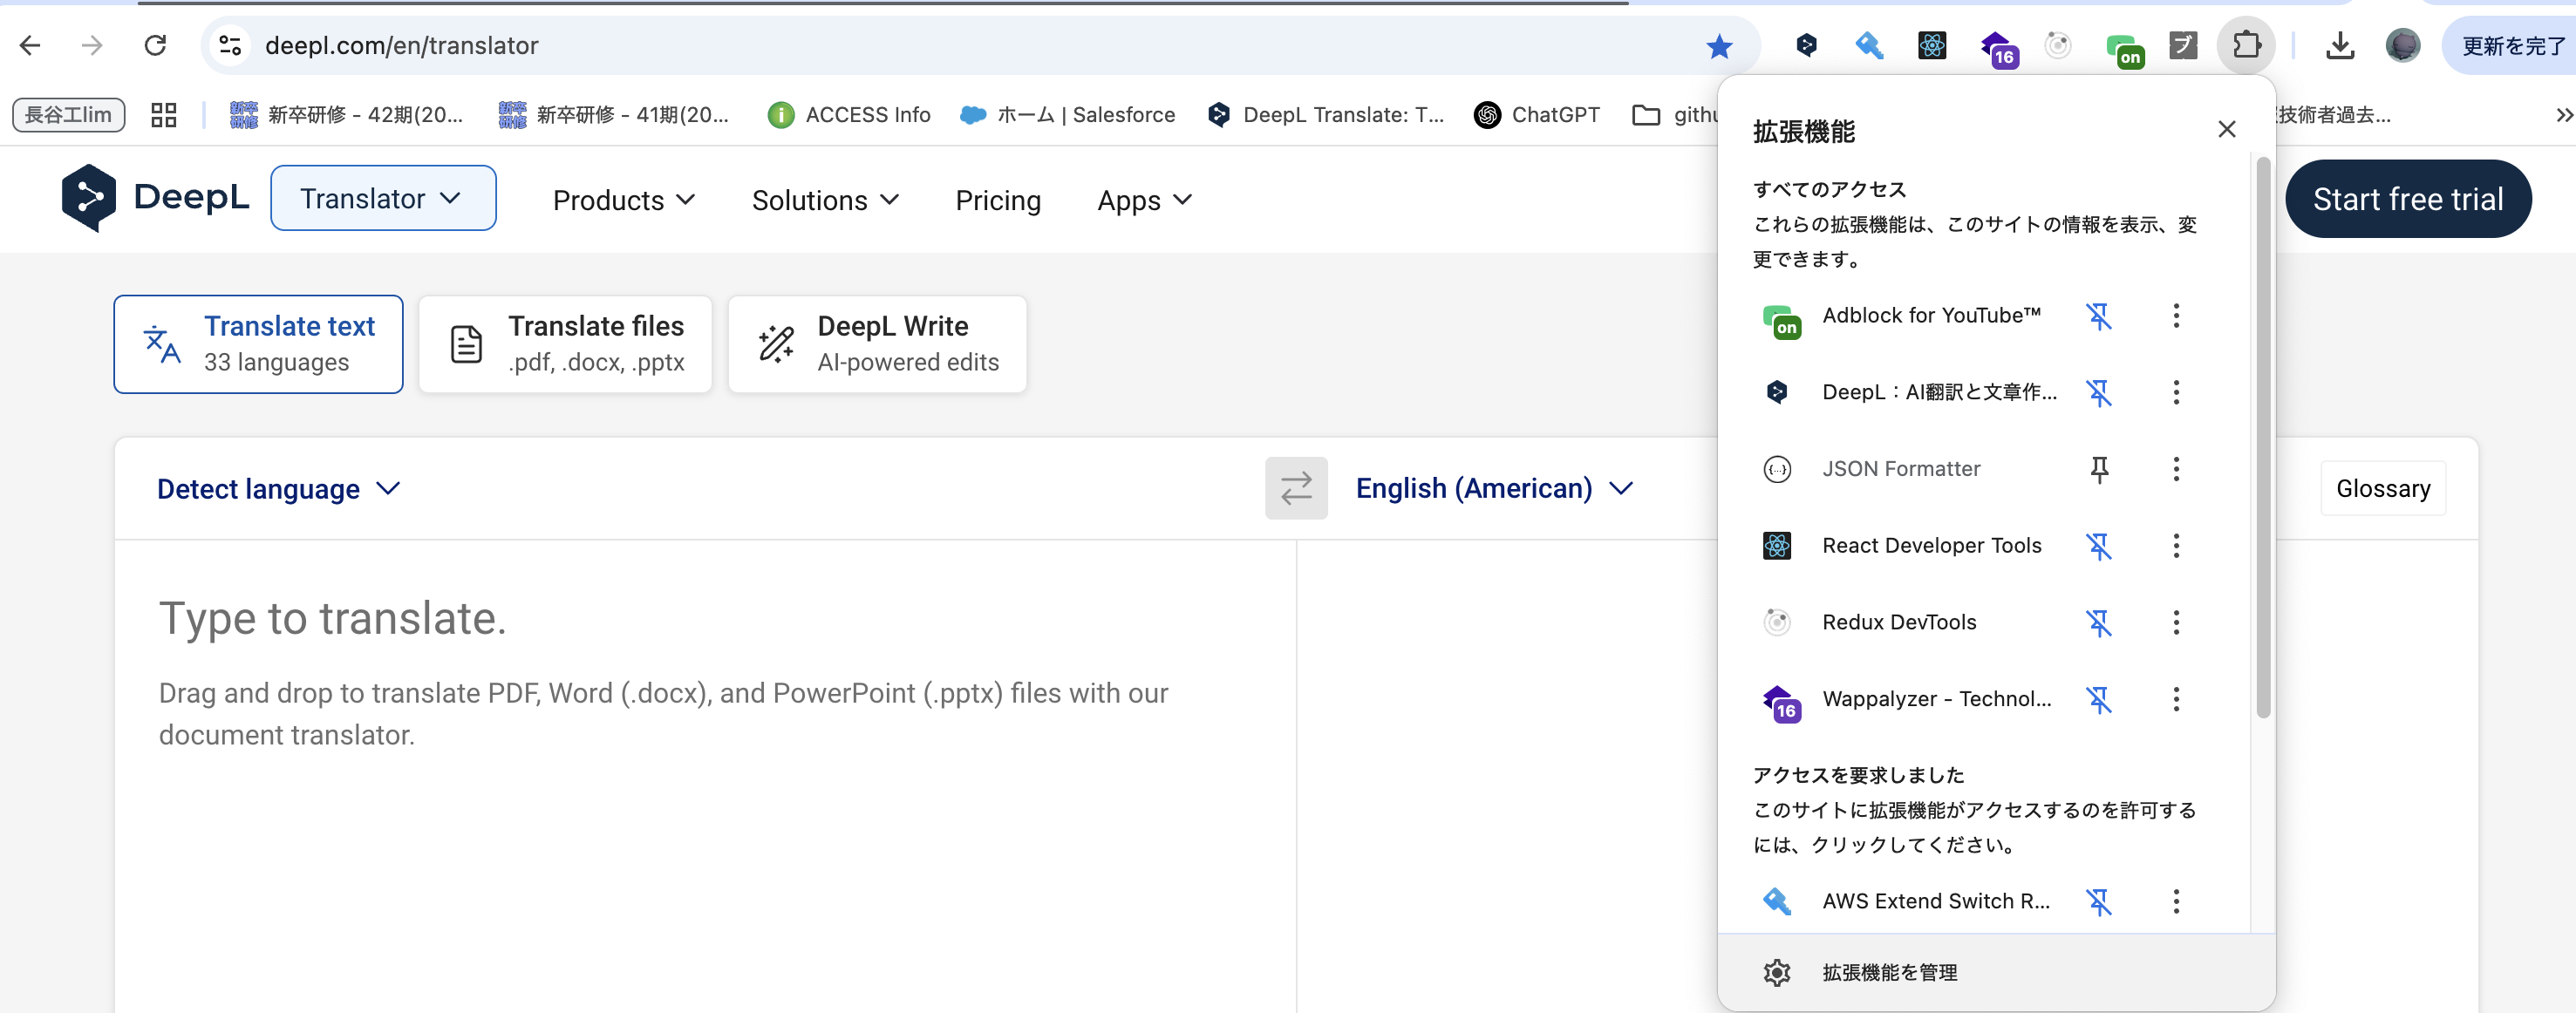 deepl.com/en/translator
16
on
ブ
更新を完了
長谷工lim
新卒研修
新卒研修 - 42期(20...
新卒研修
新卒研修 - 41期(20...
ACCESS Info
ホーム | Salesforce
DeepL Translate: T...
ChatGPT
技術者過去...
DeepL
Translator
Products
Solutions
Pricing
Apps
Start free trial
Translate text
33 languages
Translate files
.pdf, .docx, .pptx
DeepL Write
AI-powered edits
Detect language
English (American)
Glossary
Type to translate.
Drag and drop to translate PDF, Word (.docx), and PowerPoint (.pptx) files with our
document translator.
拡張機能
すべてのアクセス
これらの拡張機能は、このサイトの情報を表示、変
更できます。
on
Adblock for YouTube™
DeepL：AI翻訳と文章作...
JSON Formatter
React Developer Tools
Redux DevTools
16
Wappalyzer - Technol...
アクセスを要求しました
このサイトに拡張機能がアクセスするのを許可する
には、クリックしてください。
AWS Extend Switch R...
拡張機能を管理